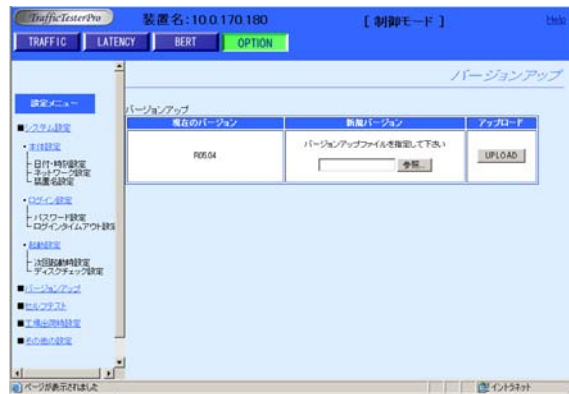 TrafficTesterPro
装置名:10.0.170.180
[ 制御モード ]
Help
TRAFFIC
LATENCY
BERT
OPTION
バージョンアップ
設定メニュー
■システム設定
・本体設定
日付・時刻設定
ネットワーク設定
装置名設定
・ログイン設定
パスワード設定
ログインタイムアウト設定
・起動設定
次回起動時設定
ディスクチェック設定
■バージョンアップ
■セルフテスト
■工場出荷時設定
■その他の設定
バージョンアップ
現在のバージョン
新規バージョン
アップロード
R05.04
バージョンアップファイルを指定して下さい
参照...
UPLOAD
ページが表示されました
イントラネット